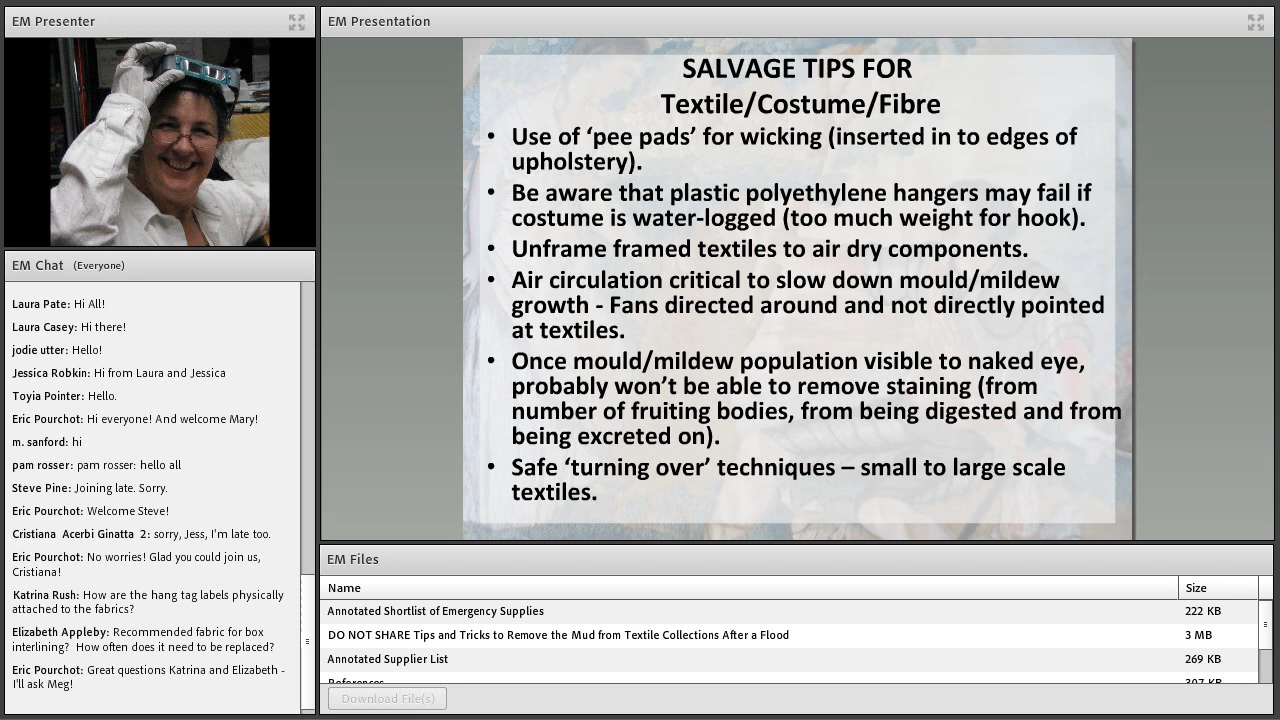 EM Presenter
EM Chat (Everyone)
Laura Pate: Hi All!
Laura Casey: Hi there!
jodie utter: Hello!
Jessica Robkin: Hi from Laura and Jessica
Toyia Pointer: Hello.
Eric Pourchot: Hi everyone! And welcome Mary!
m. sanford: hi
pam rosser: pam rosser: hello all
Steve Pine: Joining late. Sorry.
Eric Pourchot: Welcome Steve!
Cristiana Acerbi Ginatta 2: sorry, Jess, I'm late too.
Eric Pourchot: No worries! Glad you could join us,
Cristiana!
Katrina Rush: How are the hang tag labels physically
attached to the fabrics?
Elizabeth Appleby: Recommended fabric for box
interlining? How often does it need to be replaced?
Eric Pourchot: Great questions Katrina and Elizabeth -
I'll ask Meg!
EM Presentation
SALVAGE TIPS FOR
Textile/Costume/Fibre
• Use of ‘pee pads’ for wicking (inserted in to edges of
upholstery).
• Be aware that plastic polyethylene hangers may fail if
costume is water-logged (too much weight for hook).
• Unframe framed textiles to air dry components.
• Air circulation critical to slow down mould/mildew
growth - Fans directed around and not directly pointed
at textiles.
• Once mould/mildew population visible to naked eye,
probably won’t be able to remove staining (from
number of fruiting bodies, from being digested and from
being excreted on).
• Safe ‘turning over’ techniques – small to large scale
textiles.
EM Files
Name Size
Annotated Shortlist of Emergency Supplies 222 KB
DO NOT SHARE Tips and Tricks to Remove the Mud from Textile Collections After a Flood 3 MB
Annotated Supplier List 269 KB
References 307 KB
Download File(s)